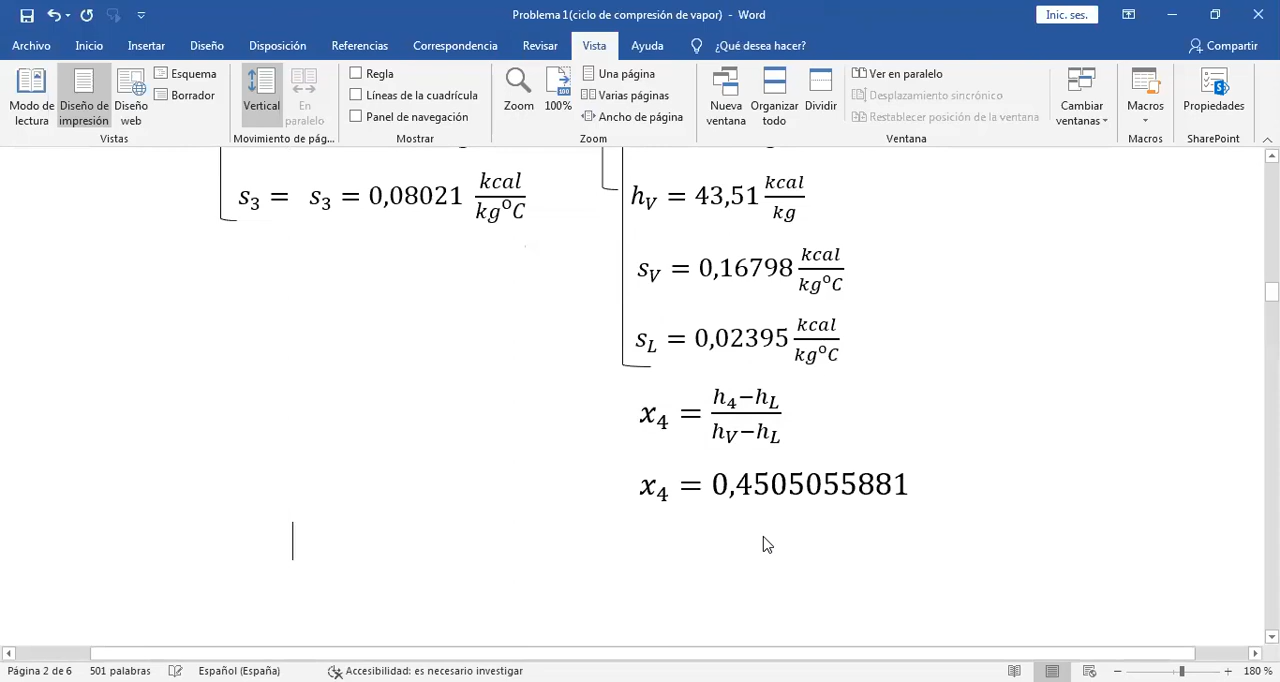 Problema 1(ciclo de compresión de vapor) - Word
Inic. ses.
Archivo Inicio Insertar Diseño Disposición Referencias Correspondencia Revisar Vista Ayuda ¿Qué desea hacer? Compartir
Modo de lectura
Diseño de impresión
Diseño web
Esquema
Borrador
Vistas
Vertical
En paralelo
Movimiento de pág...
Regla
Líneas de la cuadrícula
Panel de navegación
Mostrar
Zoom
100%
Una página
Varias páginas
Ancho de página
Zoom
Nueva ventana
Organizar todo
Dividir
Ver en paralelo
Desplazamiento sincrónico
Restablecer posición de la ventana
Cambiar ventanas
Ventana
Macros
Macros
Propiedades
SharePoint
s₃ = s₃ = 0,08021 kcal/kg°C
h_V = 43,51 kcal/kg
s_V = 0,16798 kcal/kg°C
s_L = 0,02395 kcal/kg°C
x₄ = (h₄−h_L)/(h_V−h_L)
x₄ = 0,4505055881
Página 2 de 6 501 palabras Español (España) Accesibilidad: es necesario investigar 180 %